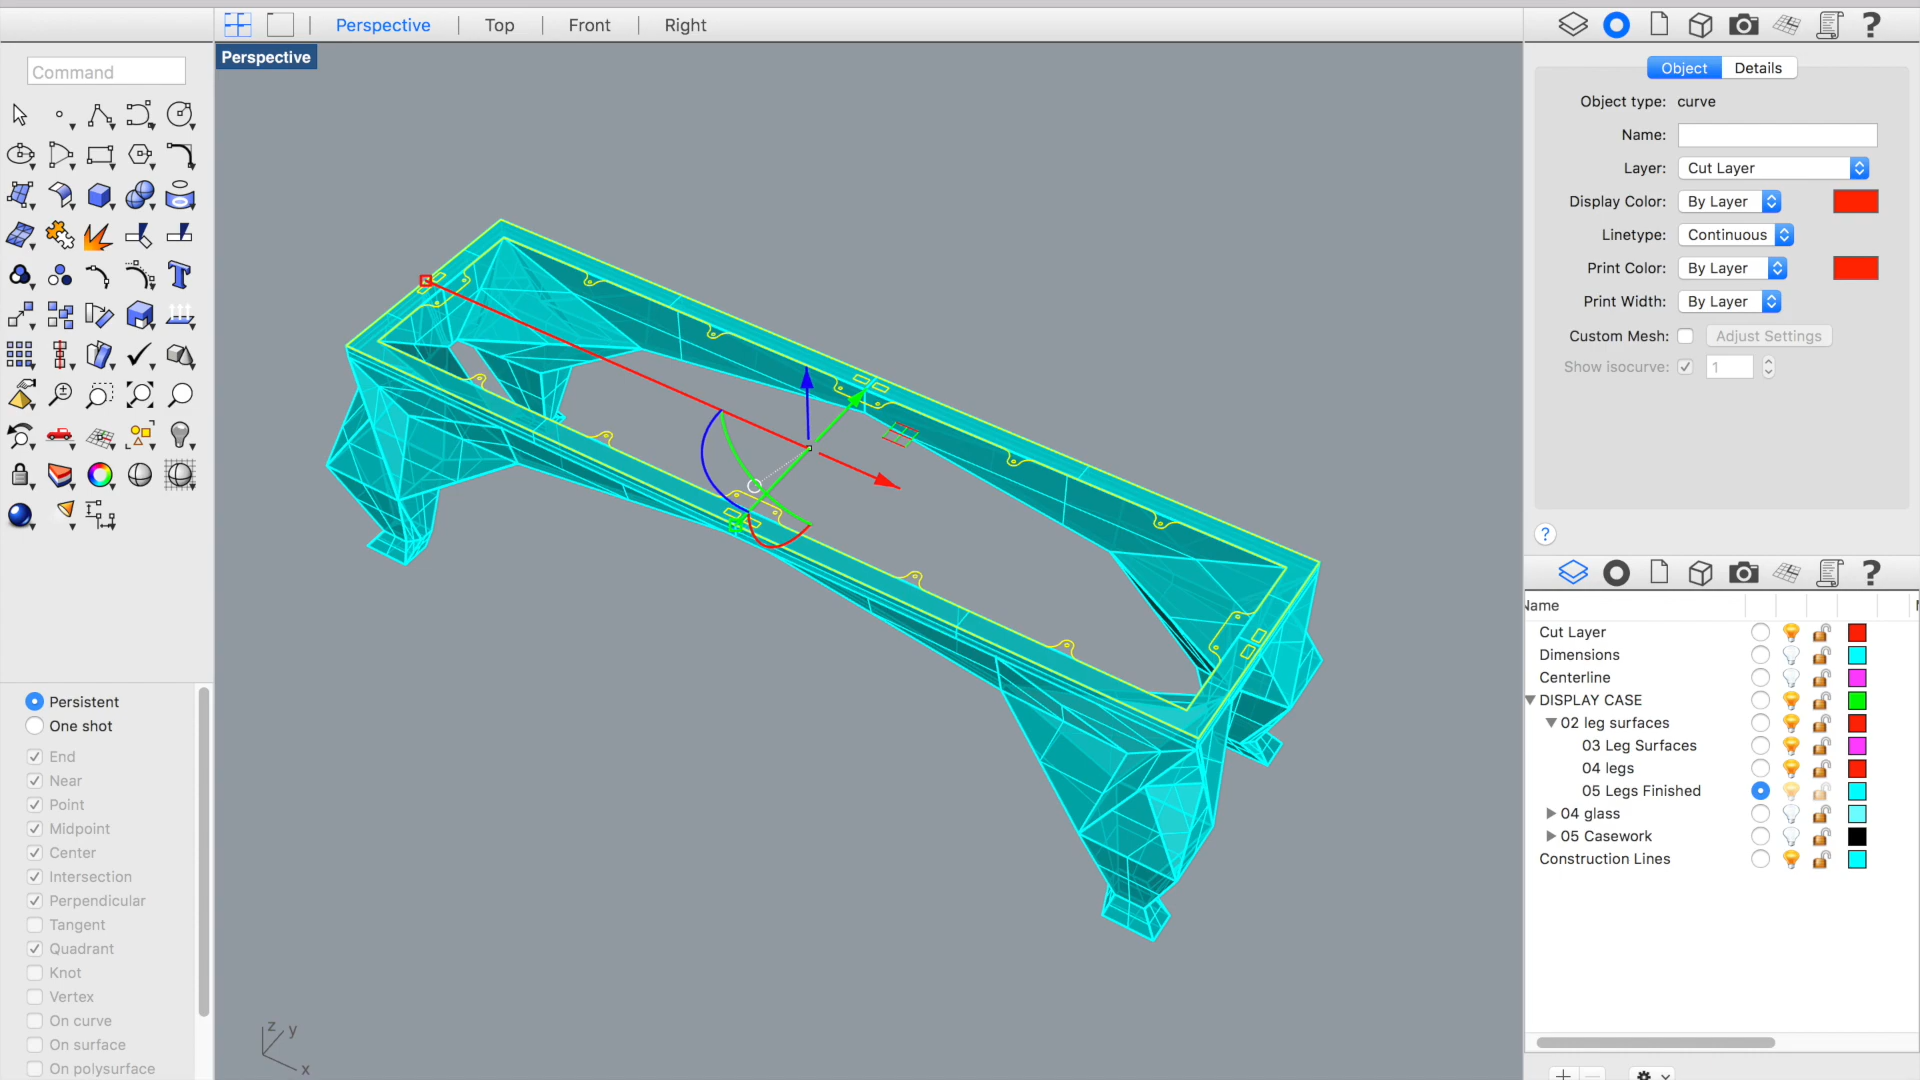 Perspective
Top
Front
Right
Perspective
Command
Object
Details
Object type: curve
Name:
Layer: Cut Layer
Display Color: By Layer
Linetype: Continuous
Print Color: By Layer
Print Width: By Layer
Custom Mesh: Adjust Settings
Show isocurve: 1
?
Name
Cut Layer
Dimensions
Centerline
DISPLAY CASE
02 leg surfaces
03 Leg Surfaces
04 legs
05 Legs Finished
04 glass
05 Casework
Construction Lines
Persistent
One shot
End
Near
Point
Midpoint
Center
Intersection
Perpendicular
Tangent
Quadrant
Knot
Vertex
On curve
On surface
On polysurface
z
y
x